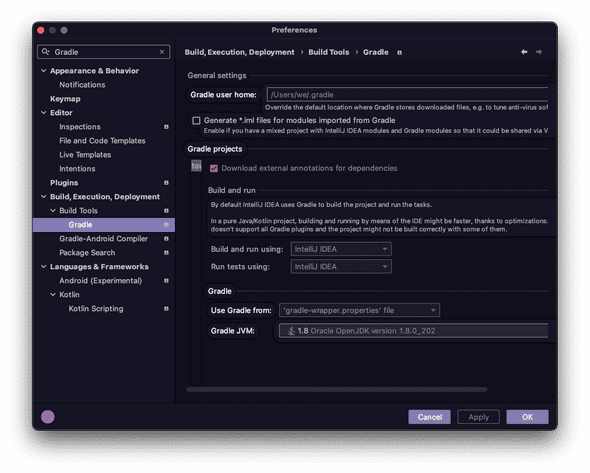 Preferences
Gradle
Build, Execution, Deployment › Build Tools › Gradle
Appearance & Behavior
Notifications
Keymap
Editor
Inspections
File and Code Templates
Live Templates
Intentions
Plugins
Build, Execution, Deployment
Build Tools
Gradle
Gradle-Android Compiler
Package Search
Languages & Frameworks
Android (Experimental)
Kotlin
Kotlin Scripting
General settings
Gradle user home: /Users/we/.gradle
Override the default location where Gradle stores downloaded files, e.g. to tune anti-virus sof
Generate *.iml files for modules imported from Gradle
Enable if you have a mixed project with IntelliJ IDEA modules and Gradle modules so that it could be shared via V
Gradle projects
Download external annotations for dependencies
Build and run
By default IntelliJ IDEA uses Gradle to build the project and run the tasks.
In a pure Java/Kotlin project, building and running by means of the IDE might be faster, thanks to optimizations.
doesn't support all Gradle plugins and the project might not be built correctly with some of them.
Build and run using: IntelliJ IDEA
Run tests using: IntelliJ IDEA
Gradle
Use Gradle from: 'gradle-wrapper.properties' file
Gradle JVM: 1.8 Oracle OpenJDK version 1.8.0_202
Cancel Apply OK